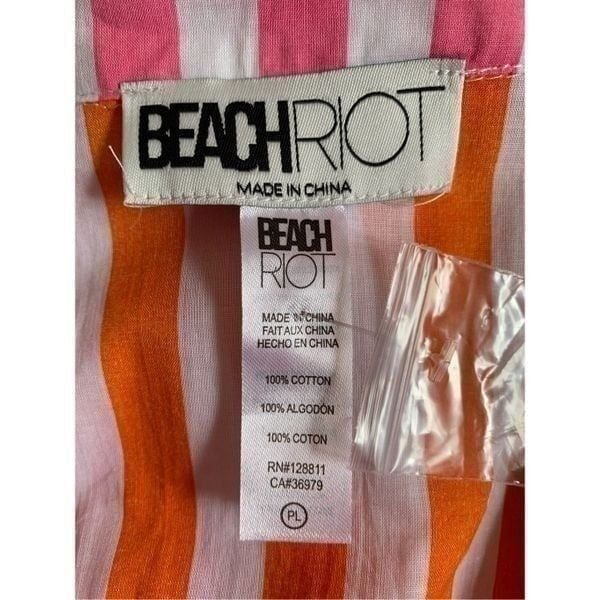 BEACHRIOT
MADE IN CHINA
BEACH
RIOT
MADE IN CHINA
FAIT AUX CHINA
HECHO EN CHINA
100% COTTON
100% ALGODÓN
100% COTON
RN#128811
CA#36979
PL